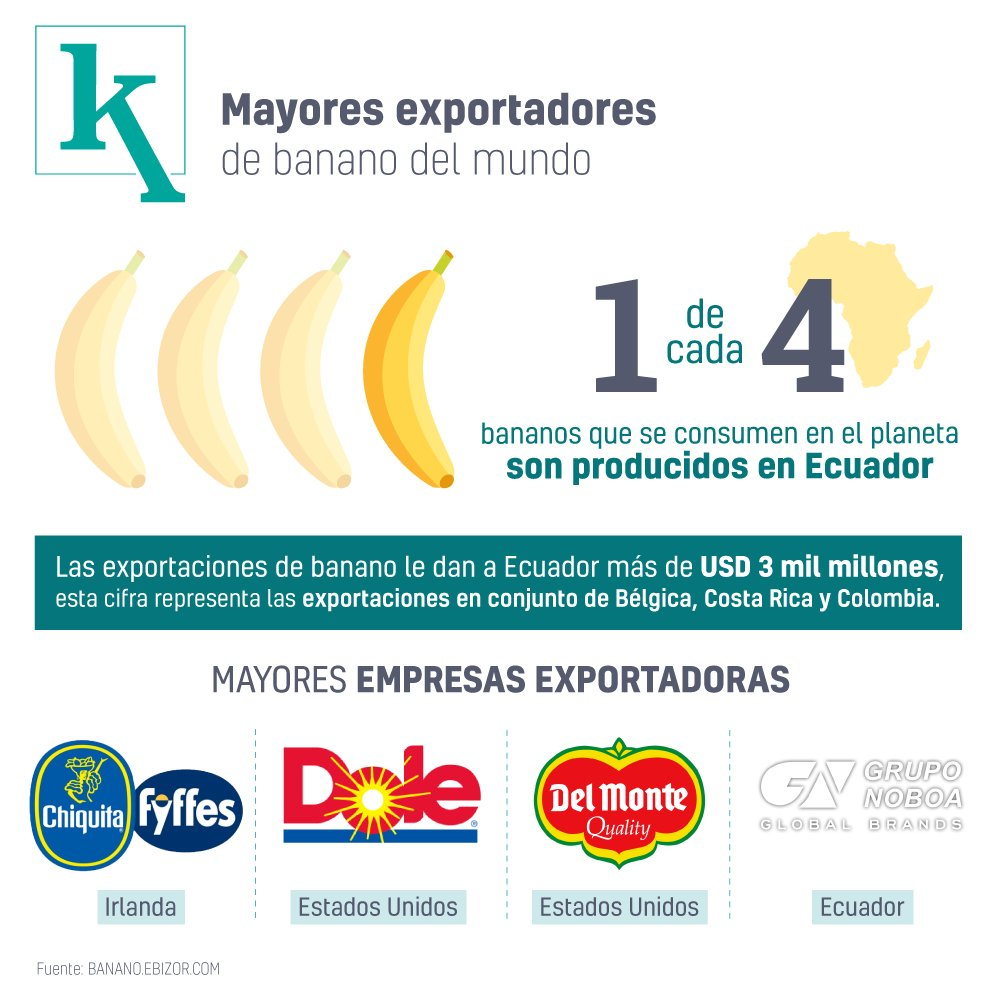 k
Mayores exportadores
de banano del mundo
1 de cada 4
bananos que se consumen en el planeta
son producidos en Ecuador
Las exportaciones de banano le dan a Ecuador más de USD 3 mil millones,
esta cifra representa las exportaciones en conjunto de Bélgica, Costa Rica y Colombia.
MAYORES EMPRESAS EXPORTADORAS
Chiquita
fyffes
Dole
Del Monte
Quality
GRUPO
NOBOA
GLOBAL BRANDS
Irlanda
Estados Unidos
Estados Unidos
Ecuador
Fuente: BANANO.EBIZOR.COM